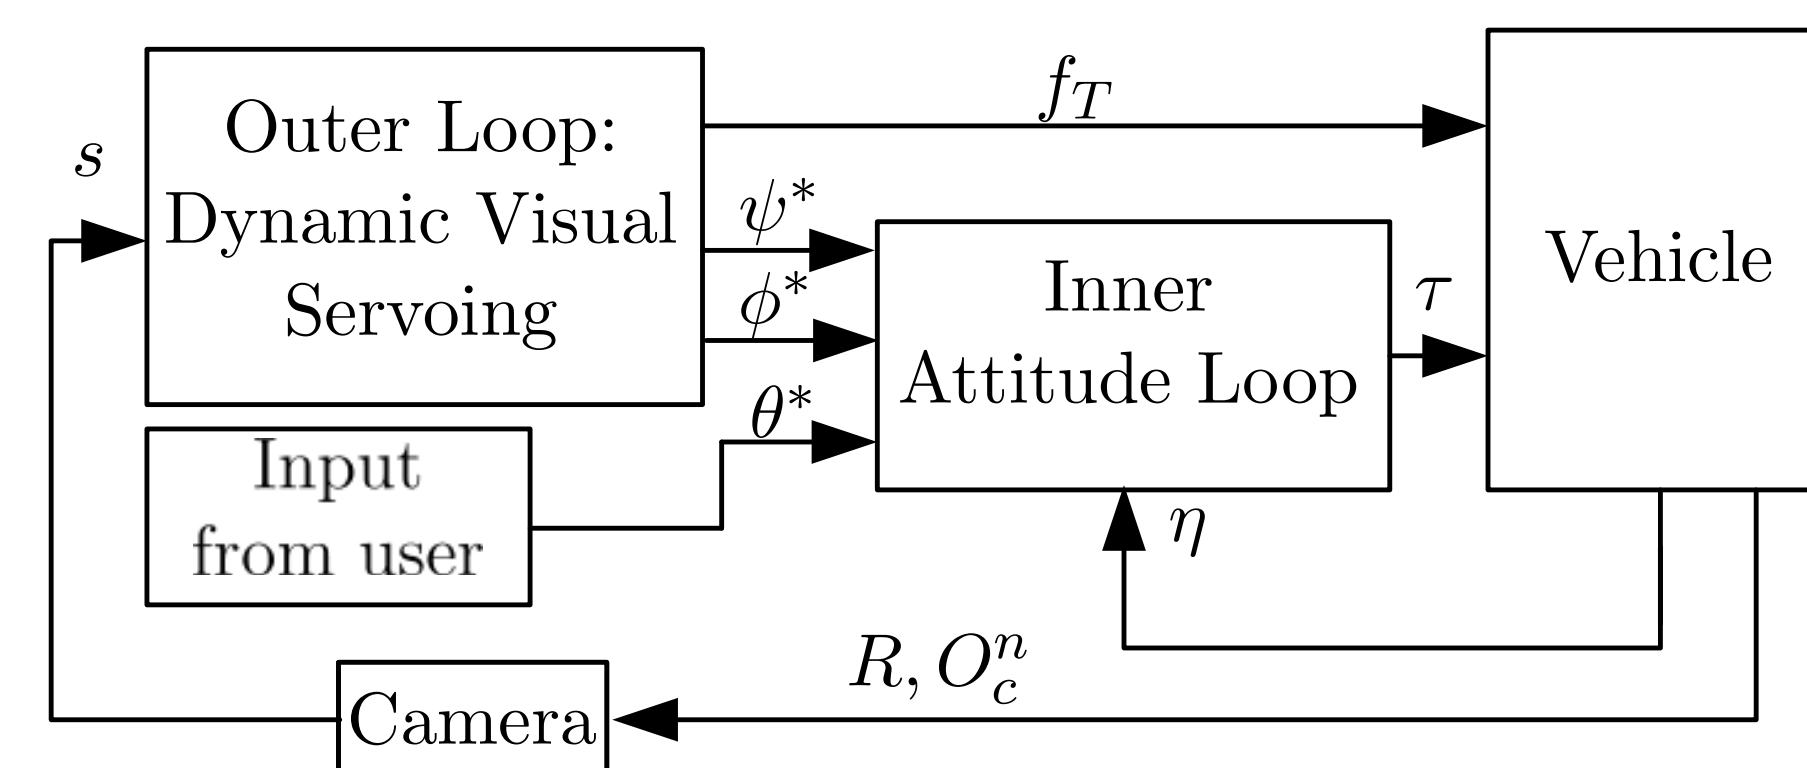 f_T
s
Outer Loop:
Dynamic Visual
Servoing
ψ*
ϕ*
θ*
Inner
Attitude Loop
τ
Vehicle
Input
from user
η
R, O_c^n
Camera